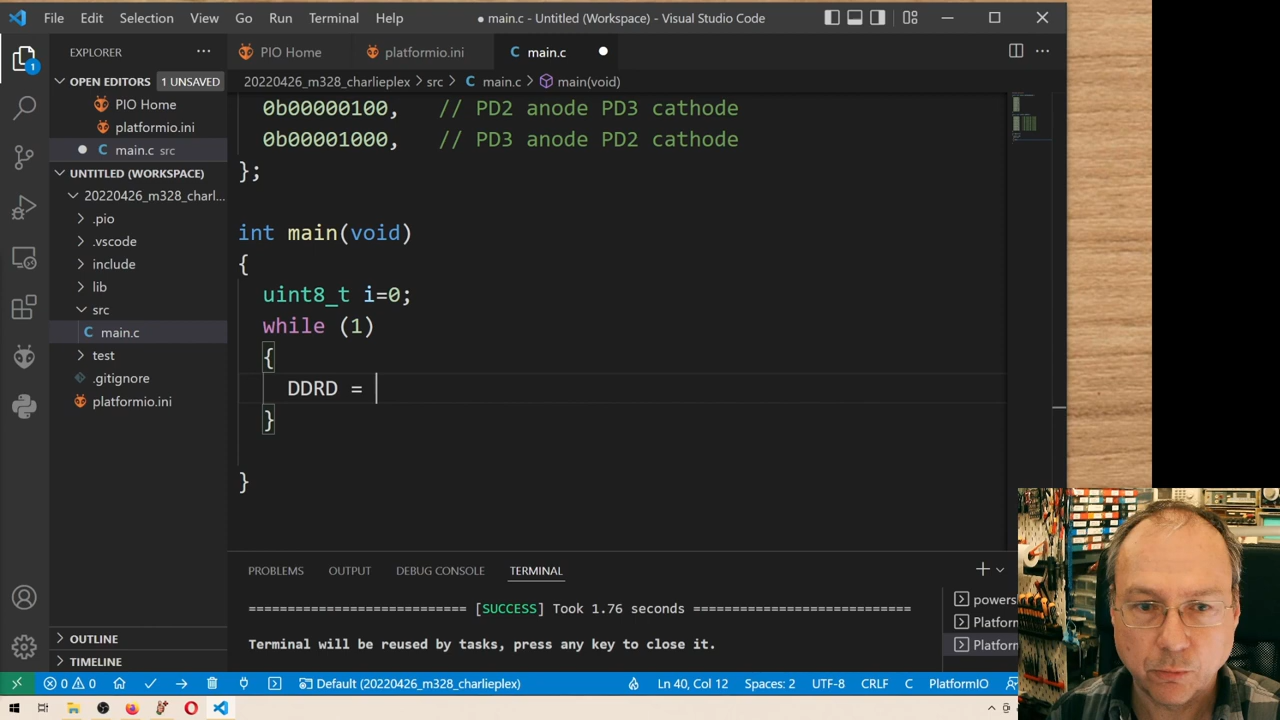 File Edit Selection View Go Run Terminal Help
● main.c - Untitled (Workspace) - Visual Studio Code
EXPLORER
PIO Home
platformio.ini
main.c
OPEN EDITORS
1 UNSAVED
20220426_m328_charlieplex > src > C main.c > main(void)
PIO Home
platformio.ini
main.c src
UNTITLED (WORKSPACE)
20220426_m328_charl...
.pio
.vscode
include
lib
src
C main.c
test
.gitignore
platformio.ini
OUTLINE
TIMELINE
1
0b00000100, // PD2 anode PD3 cathode
0b00001000, // PD3 anode PD2 cathode
};
int main(void)
{
uint8_t i=0;
while (1)
{
DDRD =
}
}
PROBLEMS OUTPUT DEBUG CONSOLE TERMINAL
=========================== [SUCCESS] Took 1.76 seconds ===========================
Terminal will be reused by tasks, press any key to close it.
powers
Platforn
Platforn
0 0 Default (20220426_m328_charlieplex) Ln 40, Col 12 Spaces: 2 UTF-8 CRLF C PlatformIO